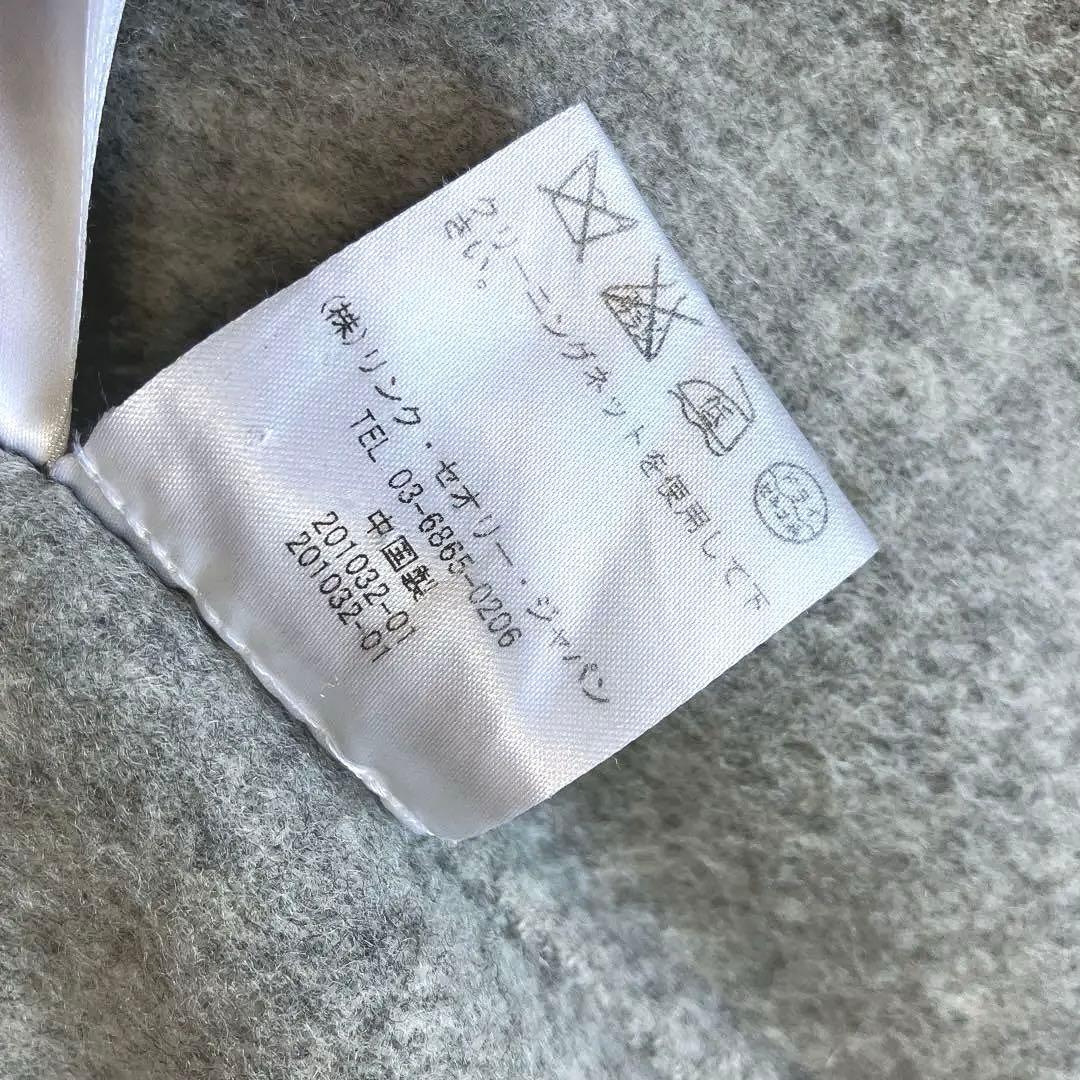 低
クリーニングネットを使用して下
さい。
(株)リンク・セオリー・ジャパン
TEL 03-6865-0206
中国製
201032-01
201032-01